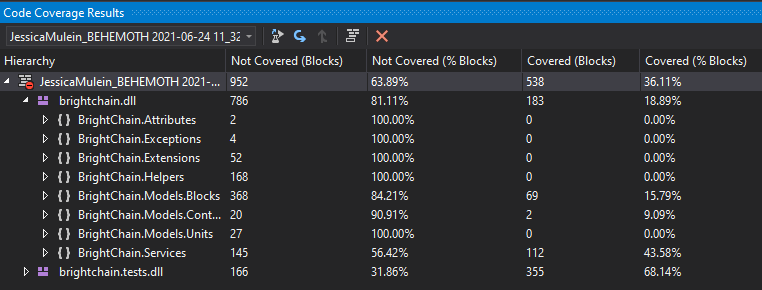 Code Coverage Results
JessicaMulein_BEHEMOTH 2021-06-24 11_32
Hierarchy Not Covered (Blocks) Not Covered (% Blocks) Covered (Blocks) Covered (% Blocks)
JessicaMulein_BEHEMOTH 2021-... 952 63.89% 538 36.11%
brightchain.dll 786 81.11% 183 18.89%
{ } BrightChain.Attributes 2 100.00% 0 0.00%
{ } BrightChain.Exceptions 4 100.00% 0 0.00%
{ } BrightChain.Extensions 52 100.00% 0 0.00%
{ } BrightChain.Helpers 168 100.00% 0 0.00%
{ } BrightChain.Models.Blocks 368 84.21% 69 15.79%
{ } BrightChain.Models.Cont... 20 90.91% 2 9.09%
{ } BrightChain.Models.Units 27 100.00% 0 0.00%
{ } BrightChain.Services 145 56.42% 112 43.58%
brightchain.tests.dll 166 31.86% 355 68.14%